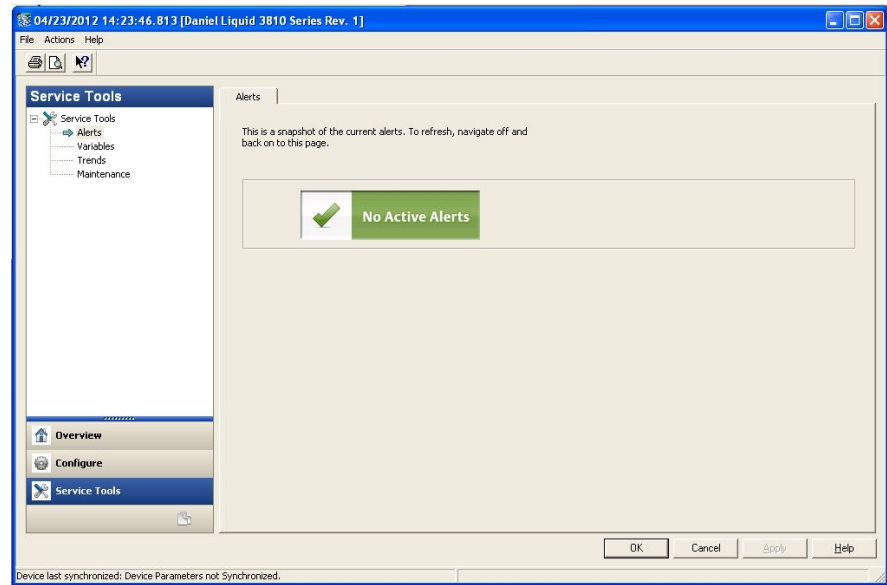 04/23/2012 14:23:46.813 [Daniel Liquid 3810 Series Rev. 1]
File Actions Help
Service Tools
Service Tools
Alerts
Variables
Trends
Maintenance
Overview
Configure
Service Tools
Alerts
This is a snapshot of the current alerts. To refresh, navigate off and
back on to this page.
No Active Alerts
OK Cancel Apply Help
Device last synchronized: Device Parameters not Synchronized.